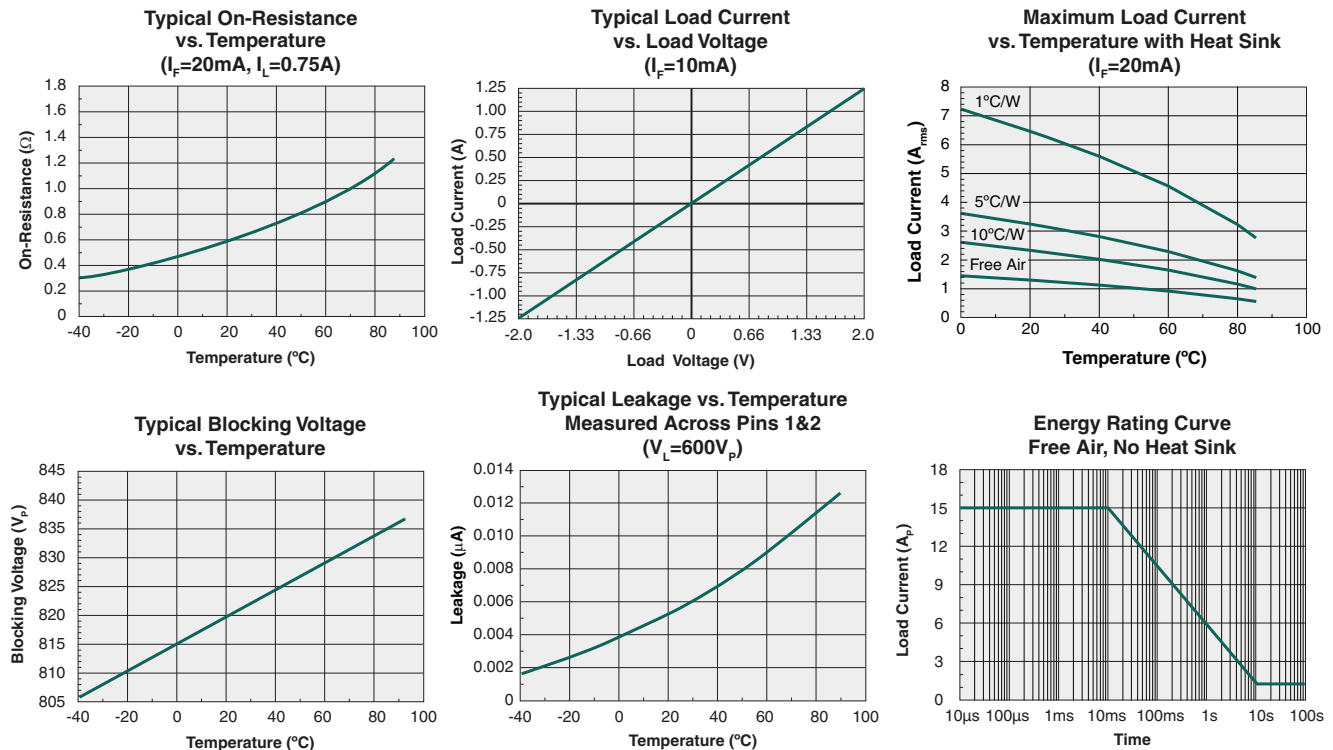 Typical On-Resistance
vs. Temperature
(IF=20mA, IL=0.75A)
On-Resistance (Ω)
1.8
1.6
1.4
1.2
1.0
0.8
0.6
0.4
0.2
0
-40 -20 0 20 40 60 80 100
Temperature (ºC)
Typical Load Current
vs. Load Voltage
(IF=10mA)
Load Current (A)
1.25
1.00
0.75
0.50
0.25
0
-0.25
-0.50
-0.75
-1.00
-1.25
-2.0 -1.33 -0.66 0 0.66 1.33 2.0
Load Voltage (V)
Maximum Load Current
vs. Temperature with Heat Sink
(IF=20mA)
Load Current (Arms)
8
7
6
5
4
3
2
1
0
1ºC/W
5ºC/W
10ºC/W
Free Air
0 20 40 60 80 100
Temperature (ºC)
Typical Blocking Voltage
vs. Temperature
Blocking Voltage (VP)
845
840
835
830
825
820
815
810
805
-40 -20 0 20 40 60 80 100
Temperature (ºC)
Typical Leakage vs. Temperature
Measured Across Pins 1&2
(VL=600VP)
Leakage (μA)
0.014
0.012
0.010
0.008
0.006
0.004
0.002
0
-40 -20 0 20 40 60 80 100
Temperature (ºC)
Energy Rating Curve
Free Air, No Heat Sink
Load Current (AP)
18
15
12
9
6
3
0
10μs 100μs 1ms 10ms 100ms 1s 10s 100s
Time